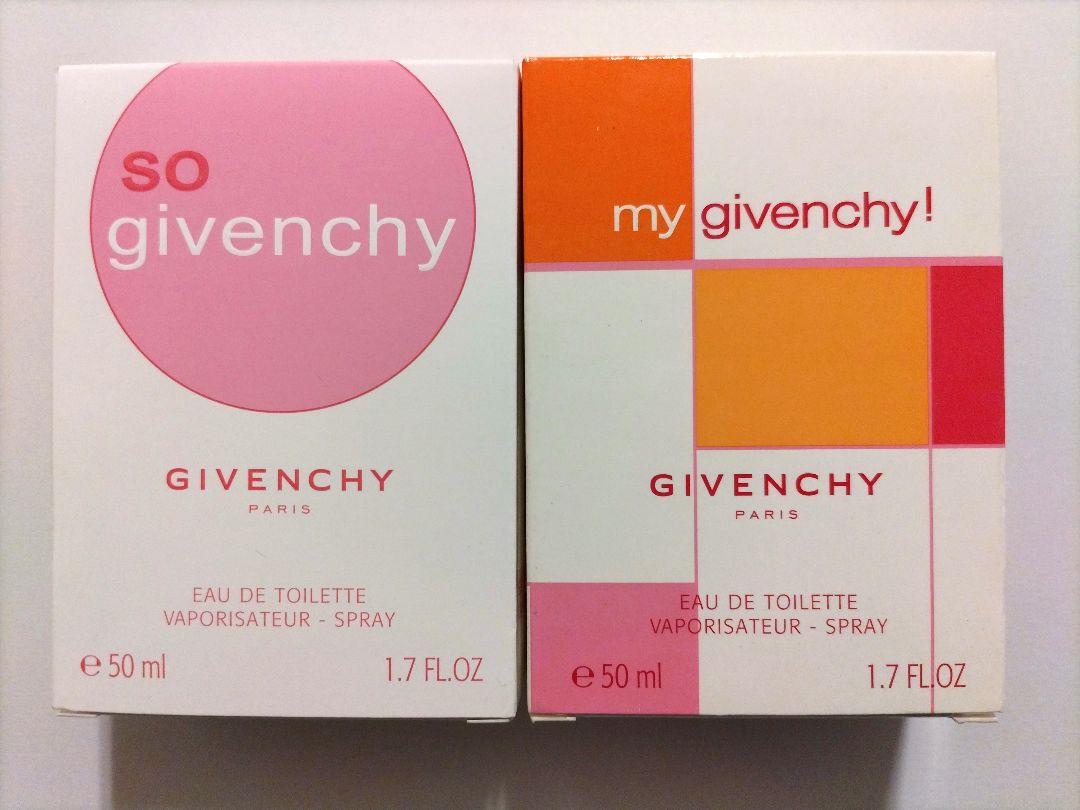 so
givenchy
GIVENCHY
PARIS
EAU DE TOILETTE
VAPORISATEUR - SPRAY
℮ 50 ml 1.7 FL.OZ
my givenchy!
GIVENCHY
PARIS
EAU DE TOILETTE
VAPORISATEUR - SPRAY
℮ 50 ml 1.7 FL.OZ